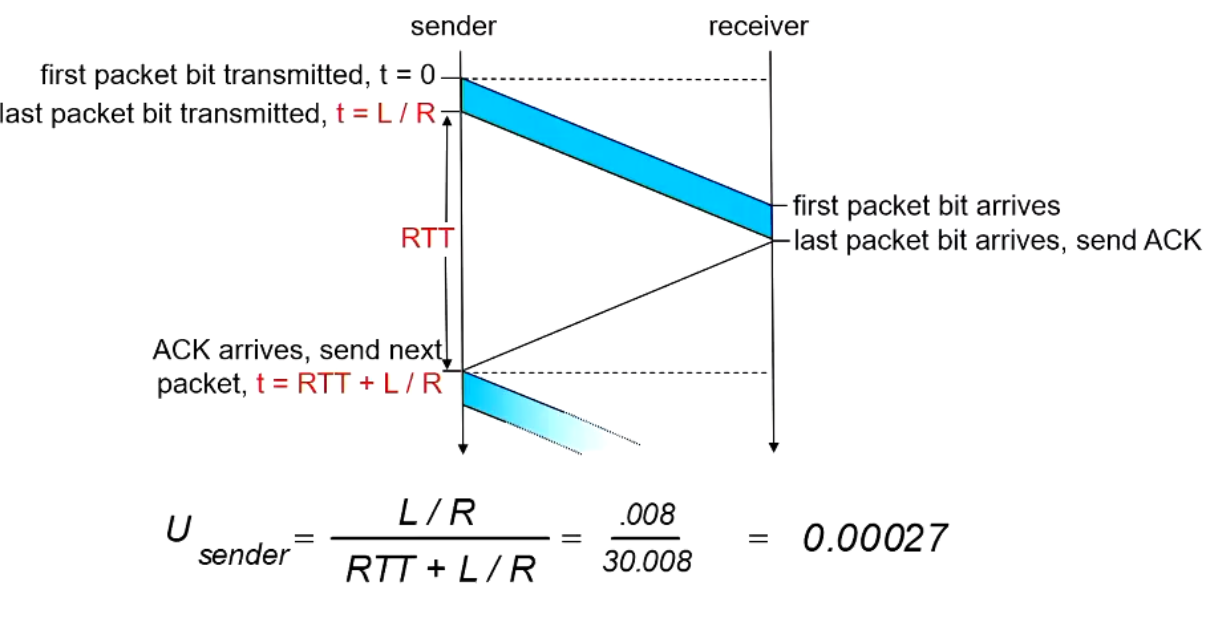 sender receiver
first packet bit transmitted, t = 0
last packet bit transmitted, t = L / R
first packet bit arrives
RTT
last packet bit arrives, send ACK
ACK arrives, send next
packet, t = RTT + L / R
U sender = L / R / RTT + L / R = .008 / 30.008 = 0.00027